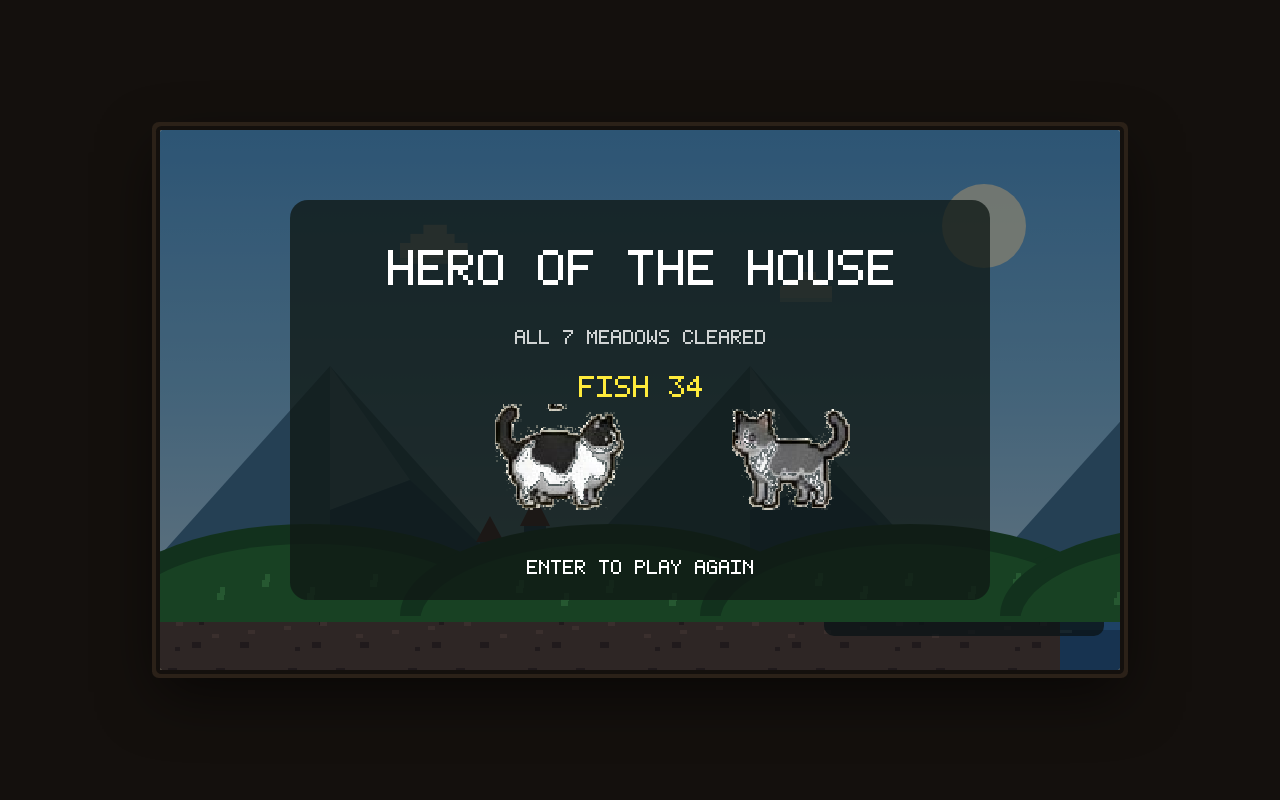 HERO OF THE HOUSE
ALL 7 MEADOWS CLEARED
FISH 34
ENTER TO PLAY AGAIN